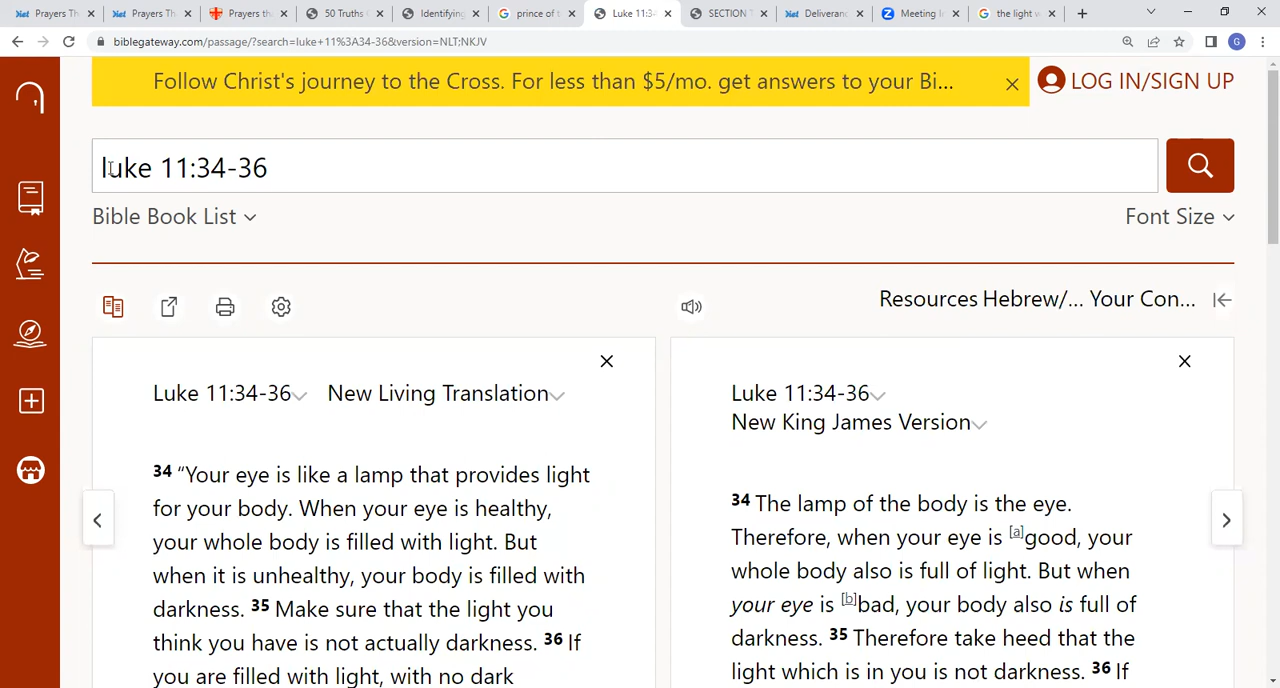 Prayers Th
Prayers Th
Prayers th
50 Truths
Identifying
prince of t
Luke 11:3
SECTION
Deliveranc
Meeting I
the light v
biblegateway.com/passage/?search=luke+11%3A34-36&version=NLT;NKJV
G
Follow Christ's journey to the Cross. For less than $5/mo. get answers to your Bi...
LOG IN/SIGN UP
luke 11:34-36
Bible Book List
Font Size
Resources Hebrew/... Your Con...
Luke 11:34-36 New Living Translation
34 “Your eye is like a lamp that provides light
for your body. When your eye is healthy,
your whole body is filled with light. But
when it is unhealthy, your body is filled with
darkness. 35 Make sure that the light you
think you have is not actually darkness. 36 If
you are filled with light, with no dark
Luke 11:34-36
New King James Version
34 The lamp of the body is the eye.
Therefore, when your eye is [a]good, your
whole body also is full of light. But when
your eye is [b]bad, your body also is full of
darkness. 35 Therefore take heed that the
light which is in you is not darkness. 36 If